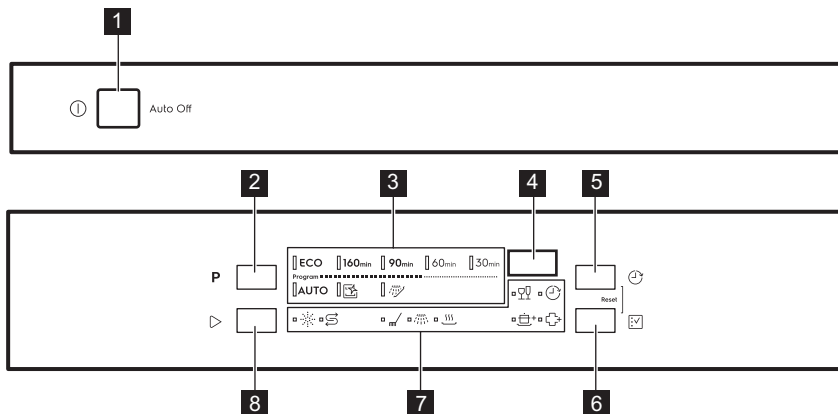 1
Auto Off
2 3 4 5
P
ECO 160min 90min 60min 30min
Program
AUTO
Reset
8 7 6